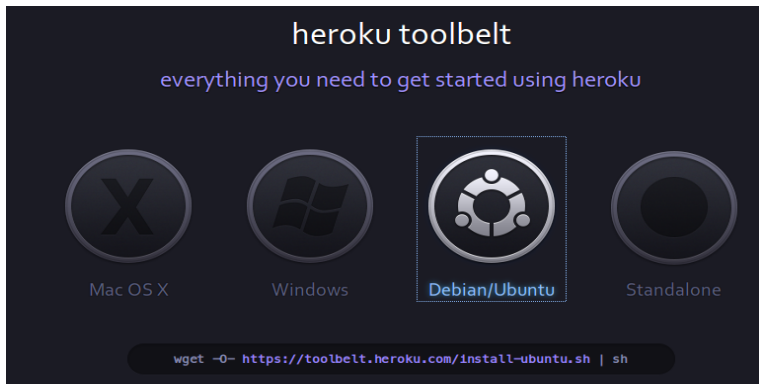 heroku toolbelt
everything you need to get started using heroku
X
Mac OS X
Windows
Debian/Ubuntu
Standalone
wget -O- https://toolbelt.heroku.com/install-ubuntu.sh | sh